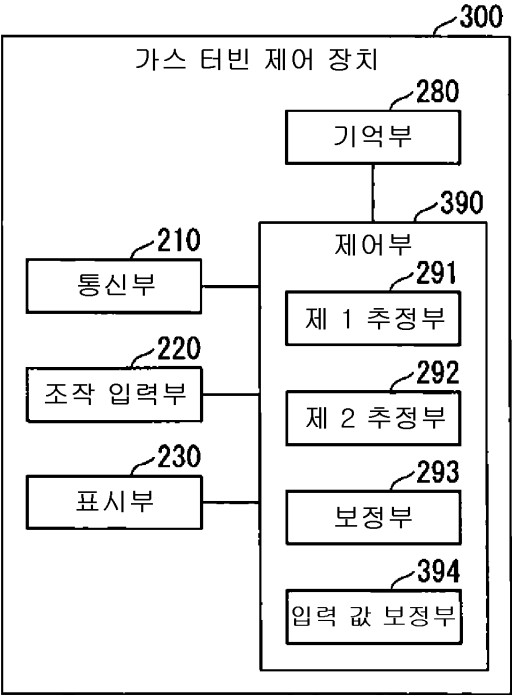 300
가스 터빈 제어 장치
280
기억부
390
제어부
210
통신부
291
제 1 추정부
220
조작 입력부
292
제 2 추정부
230
표시부
293
보정부
394
입력 값 보정부